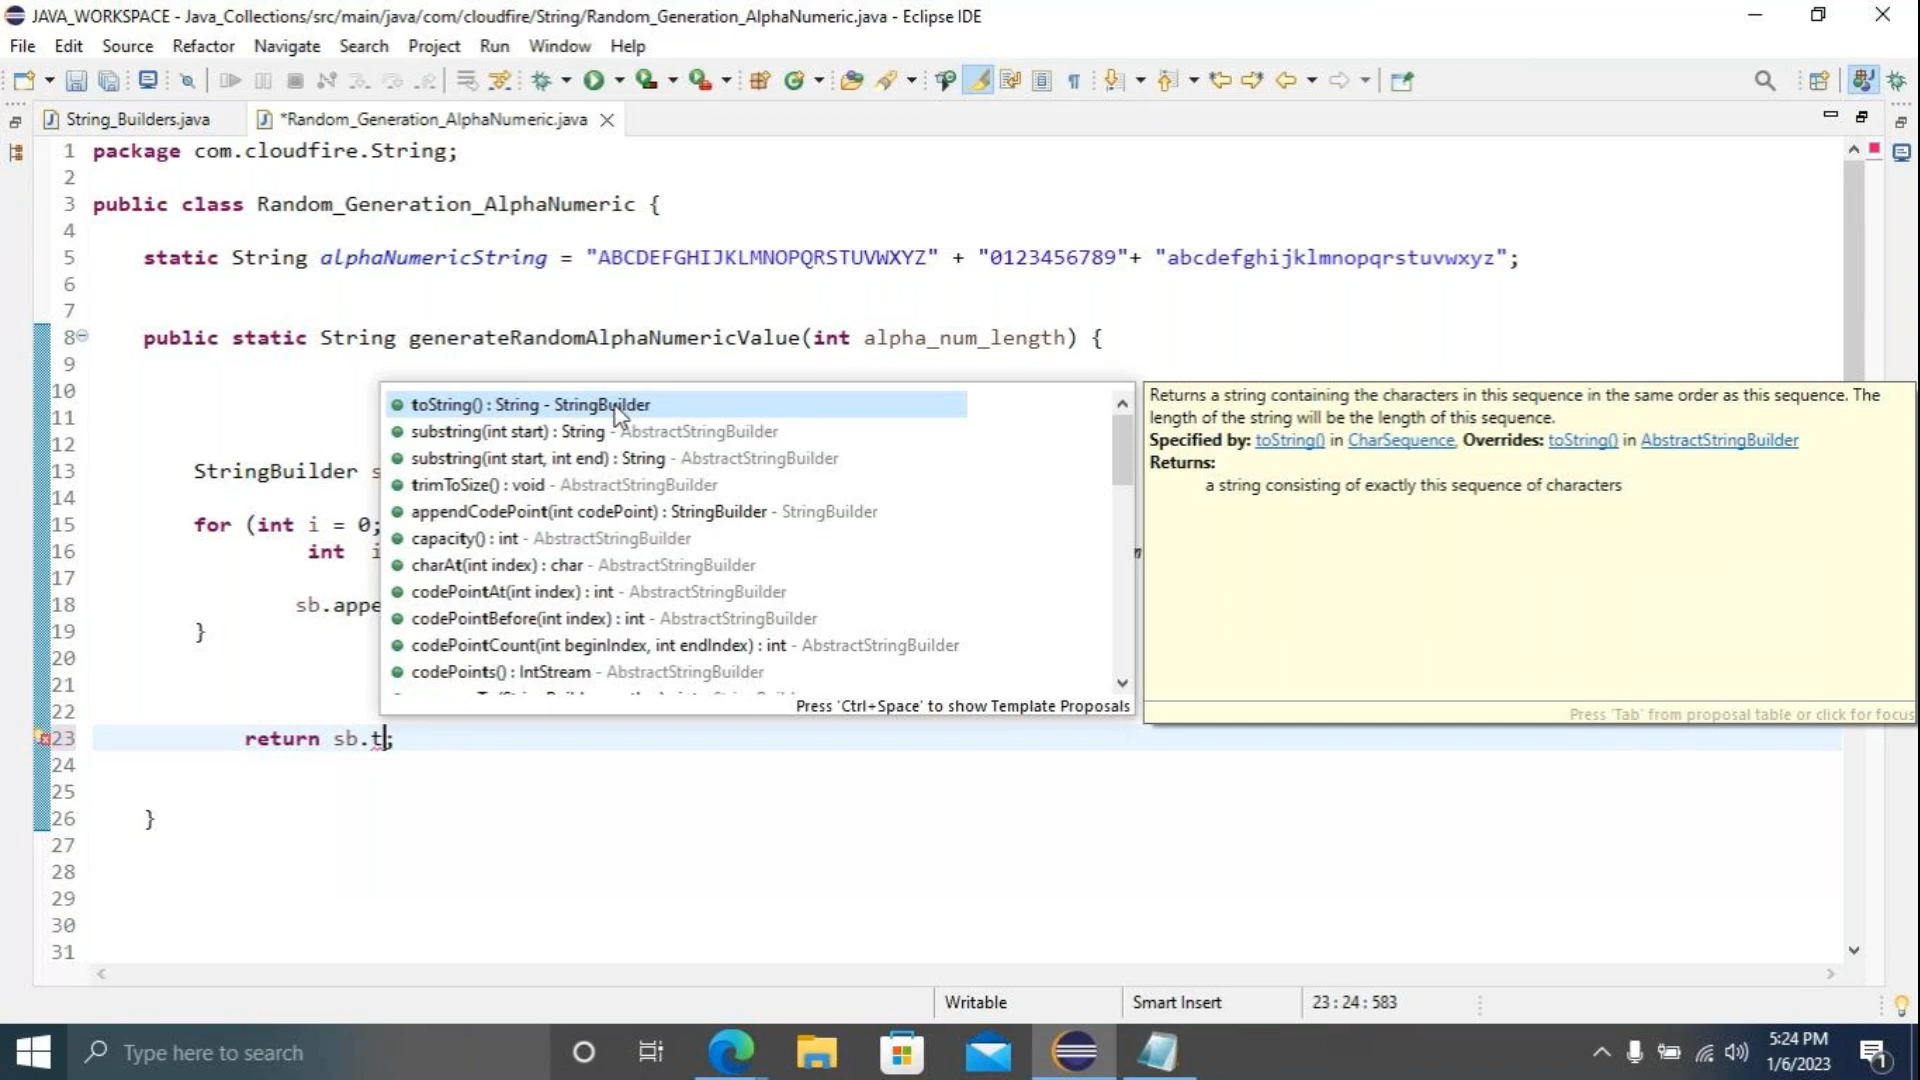 JAVA_WORKSPACE - Java_Collections/src/main/java/com/cloudfire/String/Random_Generation_AlphaNumeric.java - Eclipse IDE
File Edit Source Refactor Navigate Search Project Run Window Help
String_Builders.java *Random_Generation_AlphaNumeric.java
1 package com.cloudfire.String;
2
3 public class Random_Generation_AlphaNumeric {
4
5 static String alphaNumericString = "ABCDEFGHIJKLMNOPQRSTUVWXYZ" + "0123456789"+ "abcdefghijklmnopqrstuvwxyz";
6
7
8 public static String generateRandomAlphaNumericValue(int alpha_num_length) {
9
10
11
12
13 StringBuilder s
14
15 for (int i = 0;
16 int i
17
18 sb.appe
19 }
20
21
22
23 return sb.t;
24
25
26 }
27
28
29
30
31
toString() : String - StringBuilder
substring(int start) : String - AbstractStringBuilder
substring(int start, int end) : String - AbstractStringBuilder
trimToSize() : void - AbstractStringBuilder
appendCodePoint(int codePoint) : StringBuilder - StringBuilder
capacity() : int - AbstractStringBuilder
charAt(int index) : char - AbstractStringBuilder
codePointAt(int index) : int - AbstractStringBuilder
codePointBefore(int index) : int - AbstractStringBuilder
codePointCount(int beginIndex, int endIndex) : int - AbstractStringBuilder
codePoints() : IntStream - AbstractStringBuilder
Press 'Ctrl+Space' to show Template Proposals
Returns a string containing the characters in this sequence in the same order as this sequence. The
length of the string will be the length of this sequence.
Specified by: toString() in CharSequence, Overrides: toString() in AbstractStringBuilder
Returns:
a string consisting of exactly this sequence of characters
Press 'Tab' from proposal table or click for focus
Writable Smart Insert 23 : 24 : 583
Type here to search
5:24 PM
1/6/2023
1